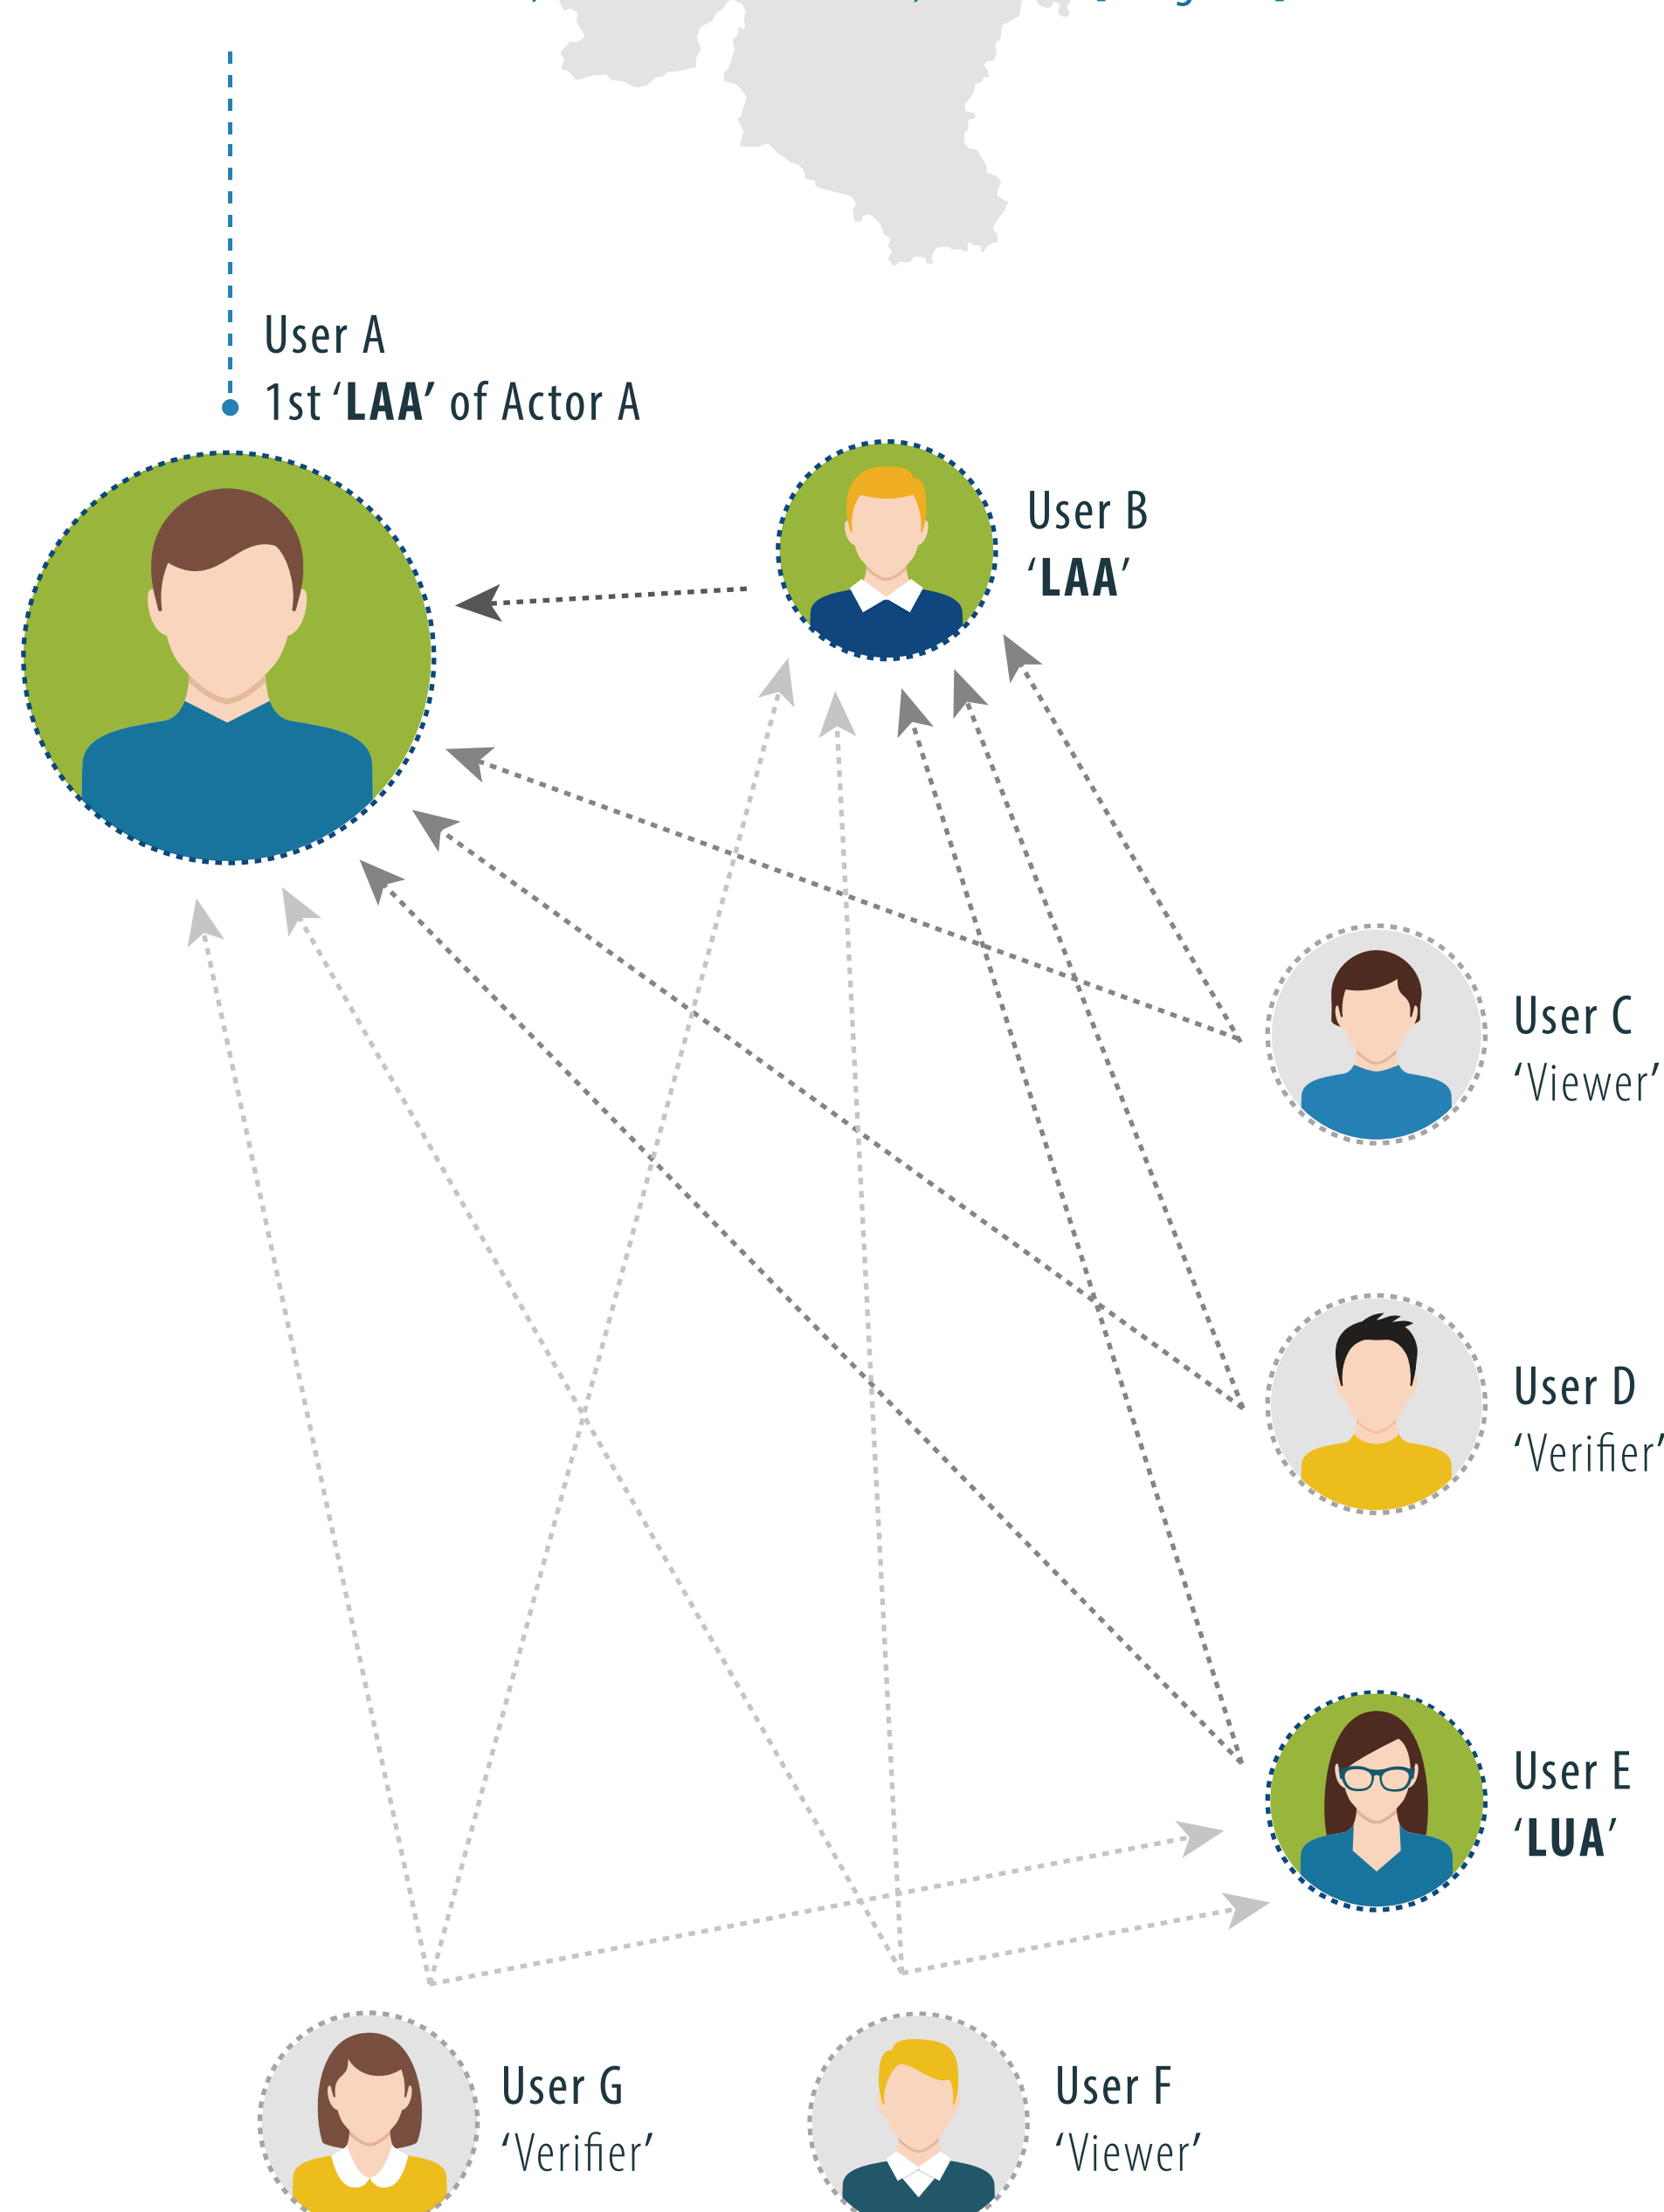 User A
1st ‘LAA’ of Actor A
User B
‘LAA’
User C
‘Viewer’
User D
‘Verifier’
User E
‘LUA’
User G
‘Verifier’
User F
‘Viewer’